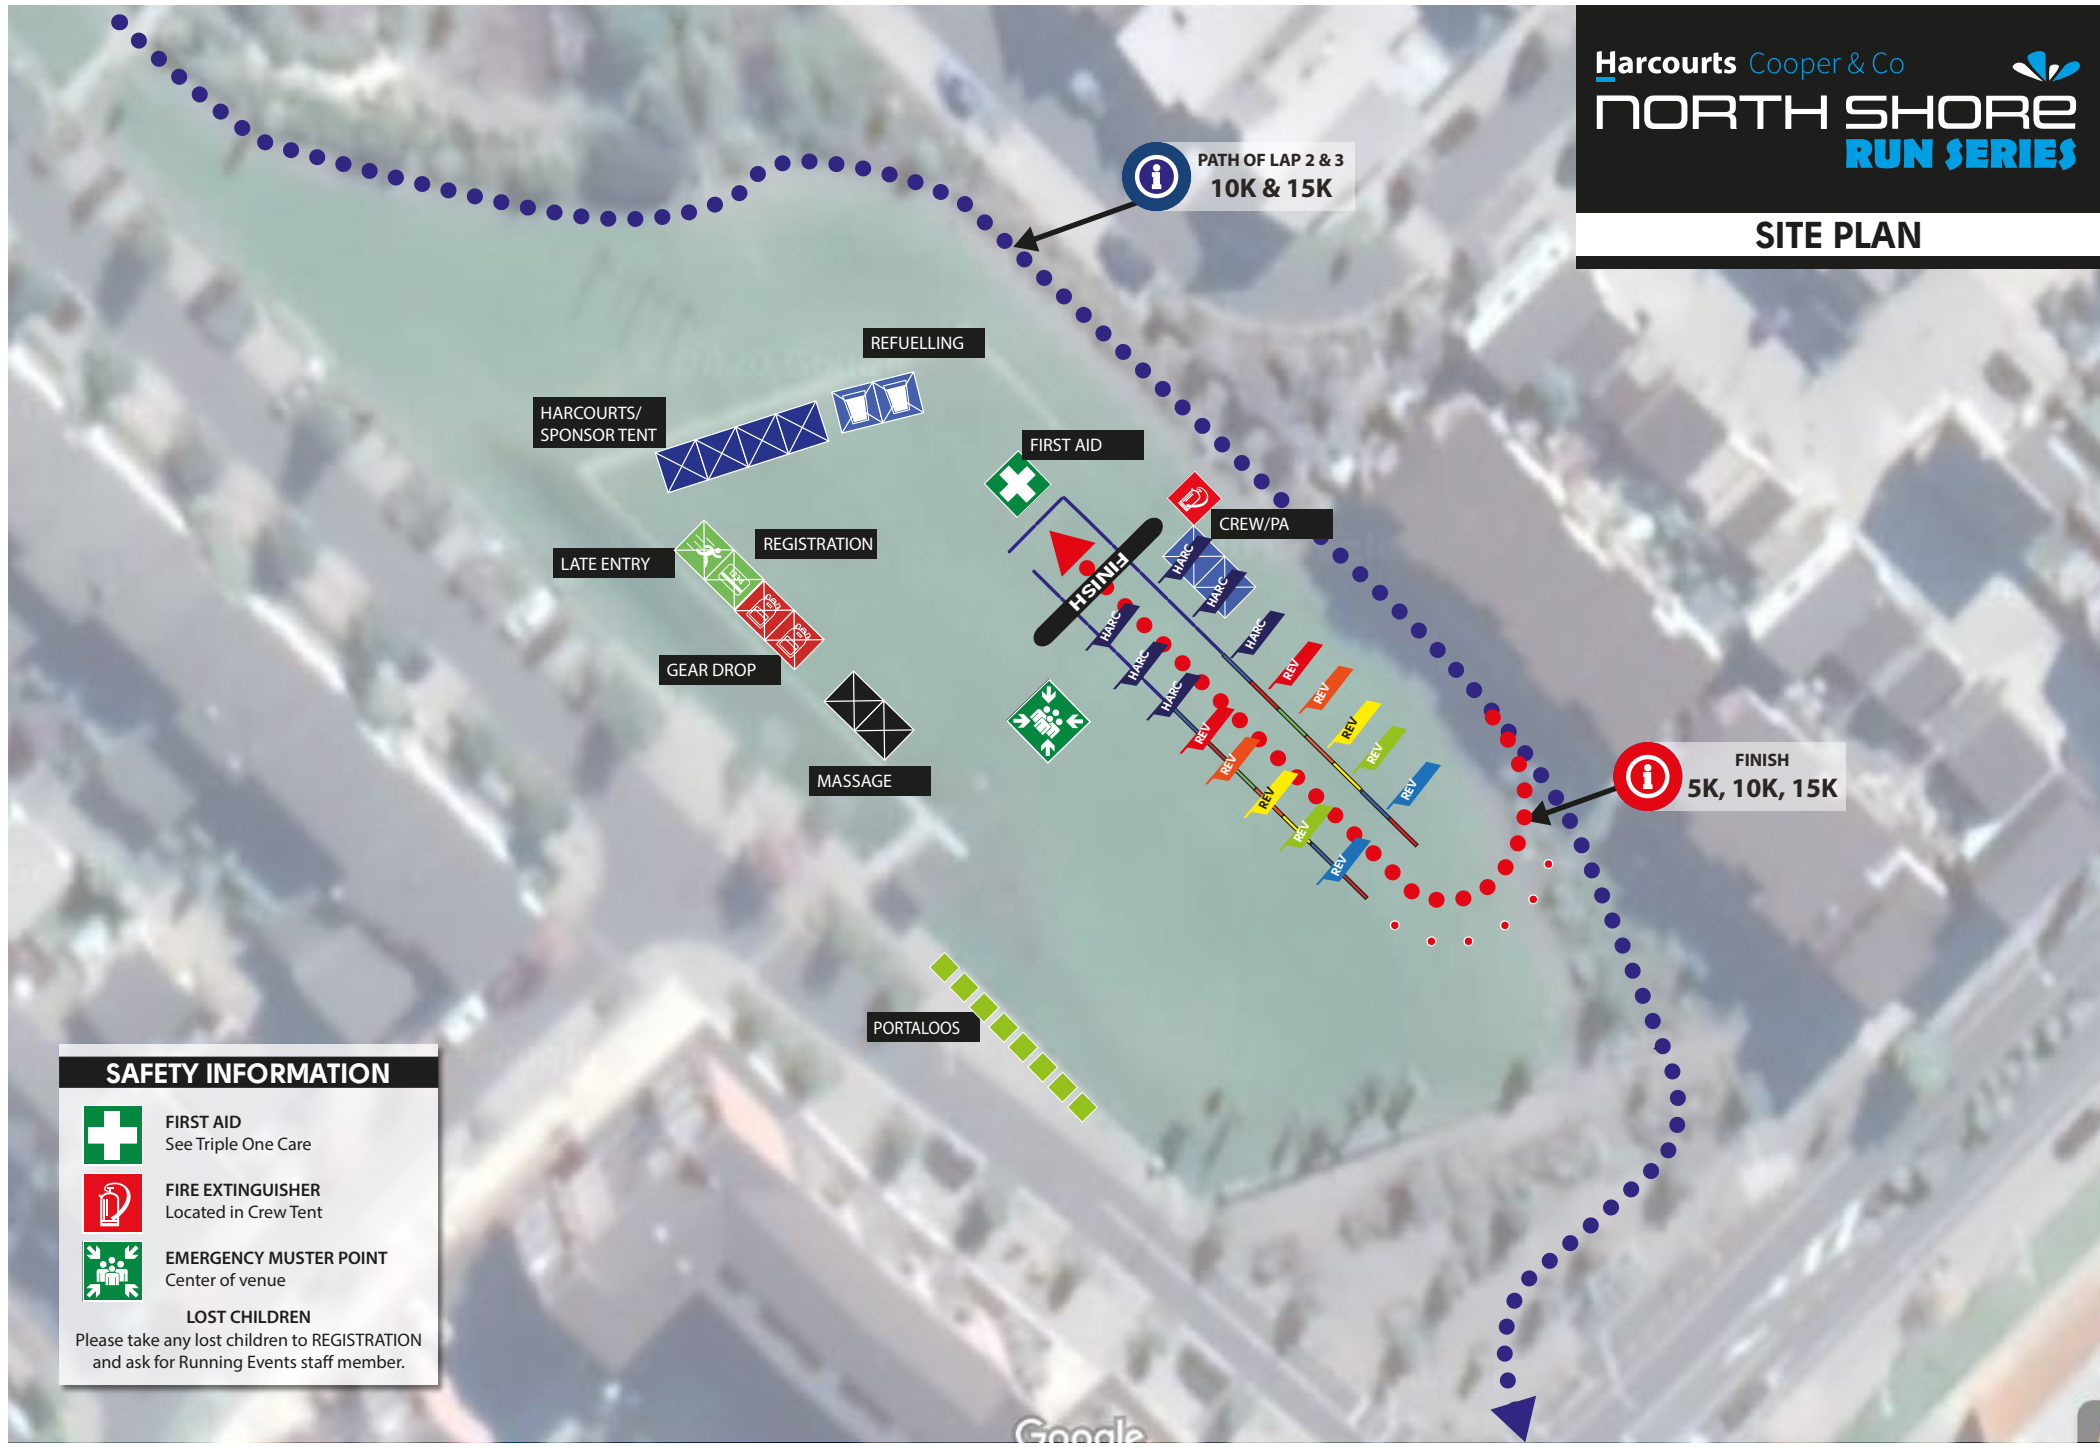 Harcourts Cooper & Co
NORTH SHORE
RUN SERIES
SITE PLAN
PATH OF LAP 2 & 3
10K & 15K
REFUELLING
HARCOURTS/
SPONSOR TENT
FIRST AID
CREW/PA
REGISTRATION
LATE ENTRY
FINISH
HARC
HARC
HARC
HARC
HARC
HARC
REV
REV
REV
REV
REV
REV
REV
REV
REV
REV
GEAR DROP
MASSAGE
FINISH
5K, 10K, 15K
PORTALOOS
SAFETY INFORMATION
FIRST AID
See Triple One Care
FIRE EXTINGUISHER
Located in Crew Tent
EMERGENCY MUSTER POINT
Center of venue
LOST CHILDREN
Please take any lost children to REGISTRATION
and ask for Running Events staff member.
Google